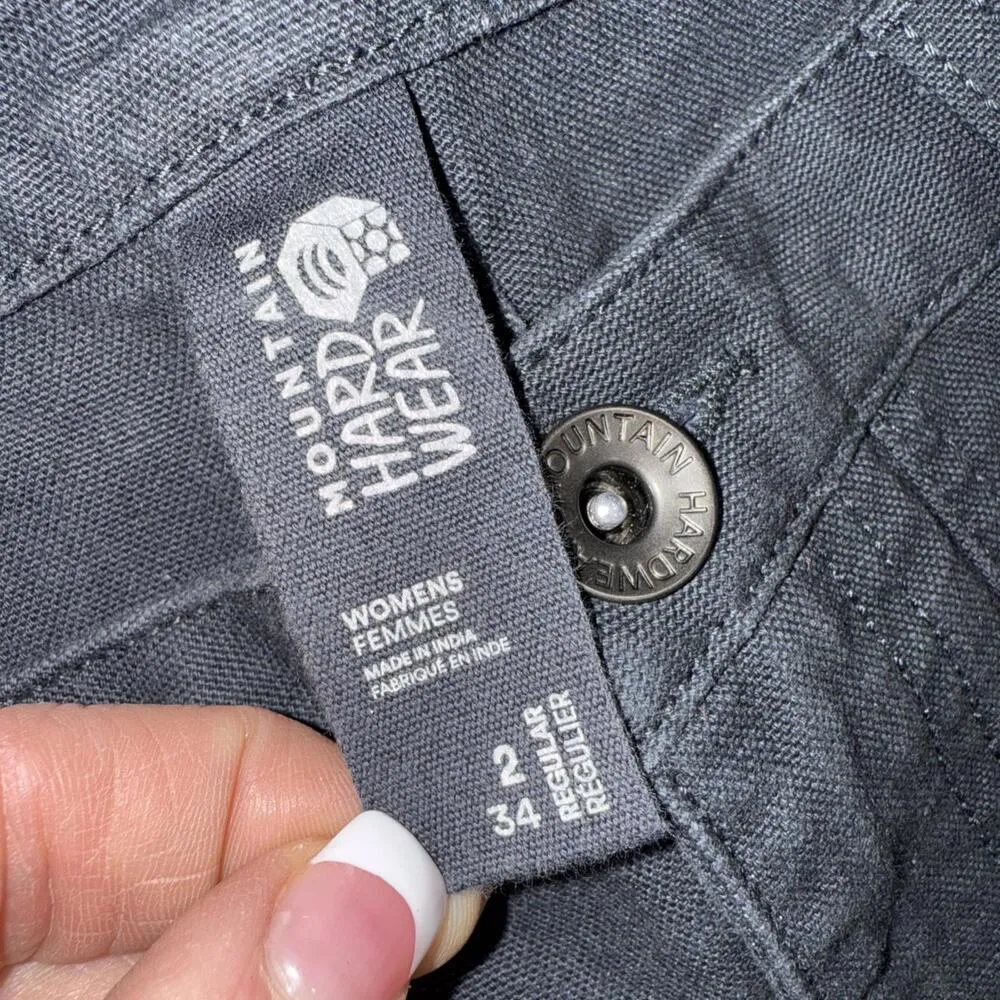 MOUNTAIN
HARD
WEAR
WOMENS
FEMMES
MADE IN INDIA
FABRIQUÉ EN INDE
2 REGULAR
34 RÉGULIER
MOUNTAIN HARDWEAR